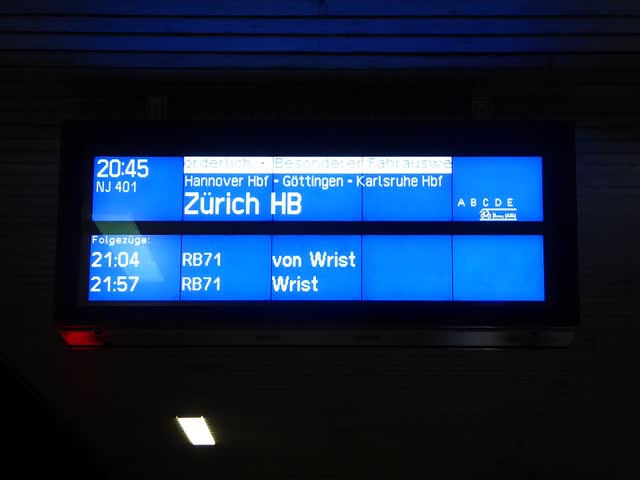 20:45 orderlich · Besonderer Fahrauswe
NJ 401 Hannover Hbf - Göttingen - Karlsruhe Hbf
Zürich HB
A B C D E
Folgezüge:
21:04 RB71 von Wrist
21:57 RB71 Wrist